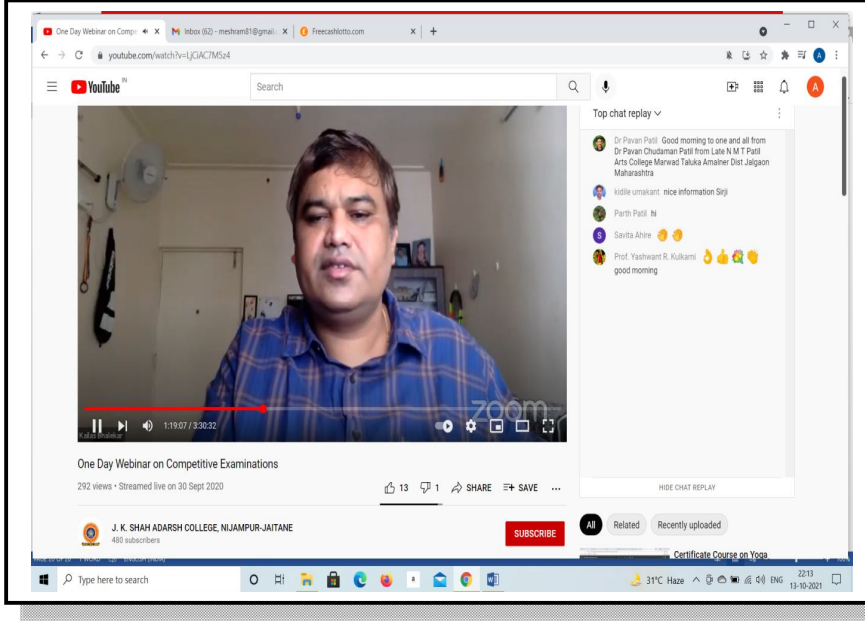 One Day Webinar on Compe
Inbox (62) - meshram81@gmail.
Freecashlotto.com
youtube.com/watch?v=LjCiAC7M5z4
YouTube IN
Search
A
Top chat replay
Dr Pavan Patil Good morning to one and all from
Dr Pavan Chudaman Patil from Late N M T Patil
Arts College Marwad Taluka Amalner Dist Jalgaon
Maharashtra
kidile umakant nice information Sirji
Parth Patil hi
S Savita Ahire
Prof. Yashwant R. Kulkarni
good morning
zoom
1:19:07 / 3:30:32
Kailas Bhalekar
One Day Webinar on Competitive Examinations
292 views • Streamed live on 30 Sept 2020
13 1 SHARE SAVE
HIDE CHAT REPLAY
J. K. SHAH ADARSH COLLEGE, NIJAMPUR-JAITANE
480 subscribers
SUBSCRIBE
All Related Recently uploaded
Certificate Course on Yoga
Type here to search
31°C Haze
ENG
22:13
13-10-2021